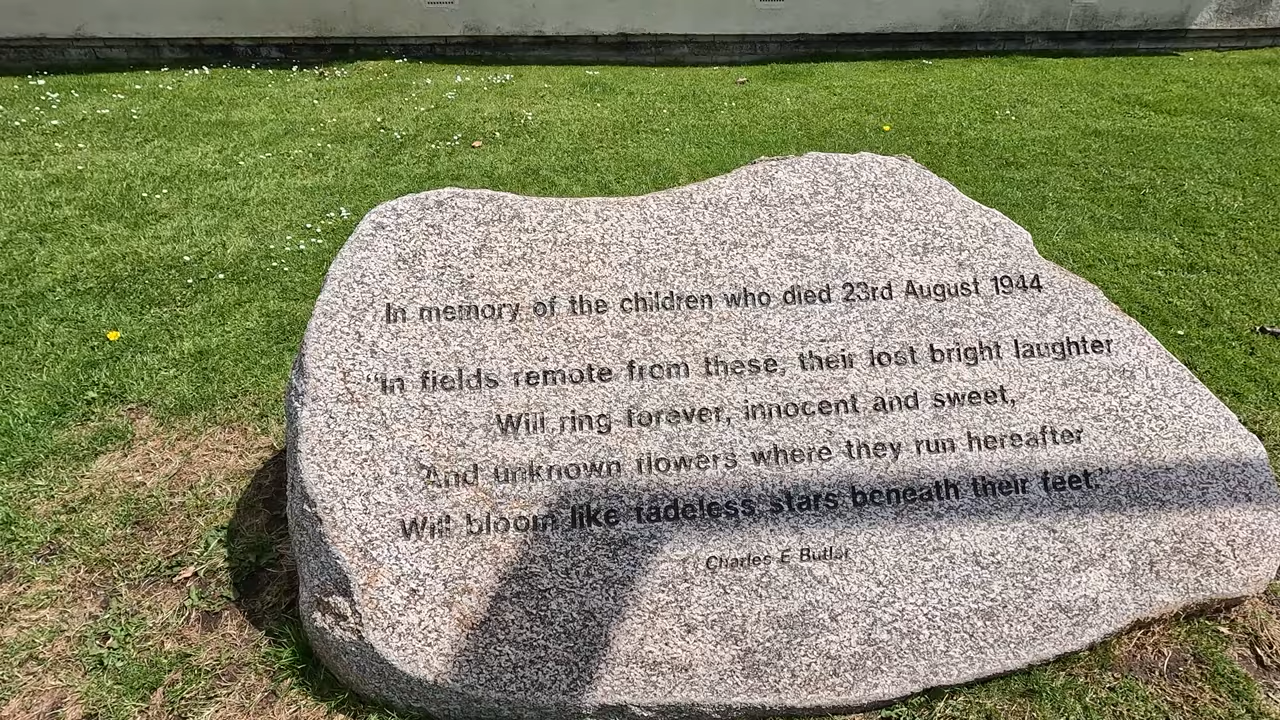 In memory of the children who died 23rd August 1944
"In fields remote from these, their lost bright laughter
Will ring forever, innocent and sweet,
And unknown flowers where they run hereafter
Will bloom like fadeless stars beneath their feet."
Charles E Butler